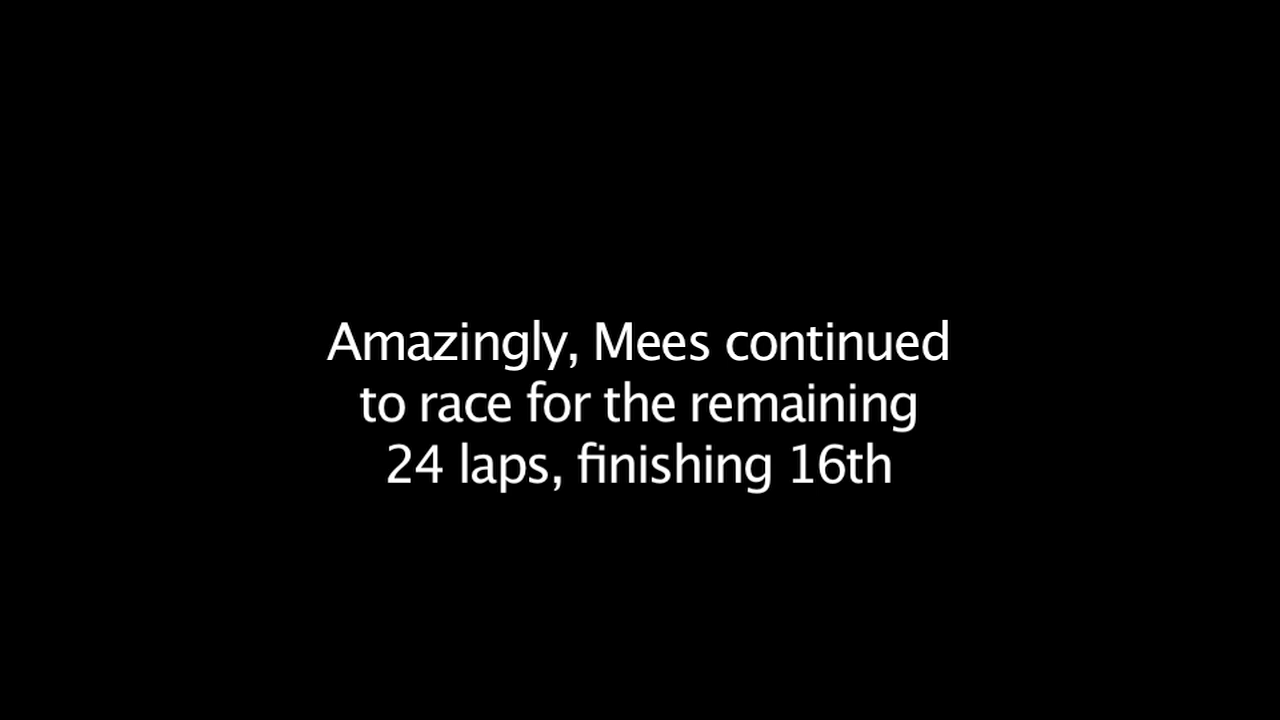 Amazingly, Mees continued
to race for the remaining
24 laps, finishing 16th